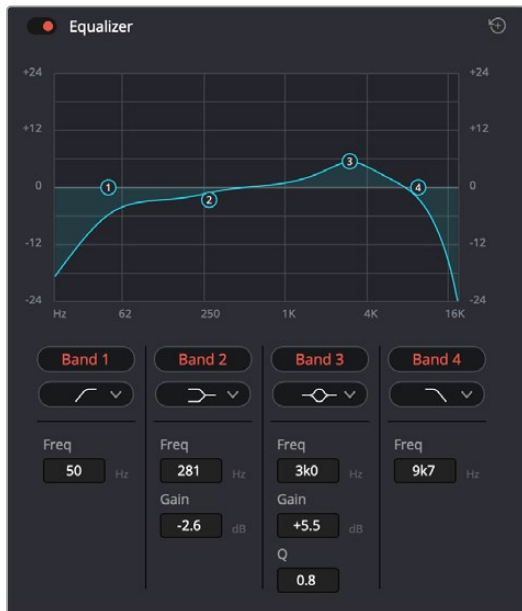 Equalizer
+24 +24
+12 +12
0 1 2 3 4 0
-12 -12
-24 -24
Hz 62 250 1K 4K 16K
Band 1 Band 2 Band 3 Band 4
Freq Freq Freq Freq
50 Hz 281 Hz 3k0 Hz 9k7 Hz
Gain Gain
-2.6 dB +5.5 dB
Q
0.8